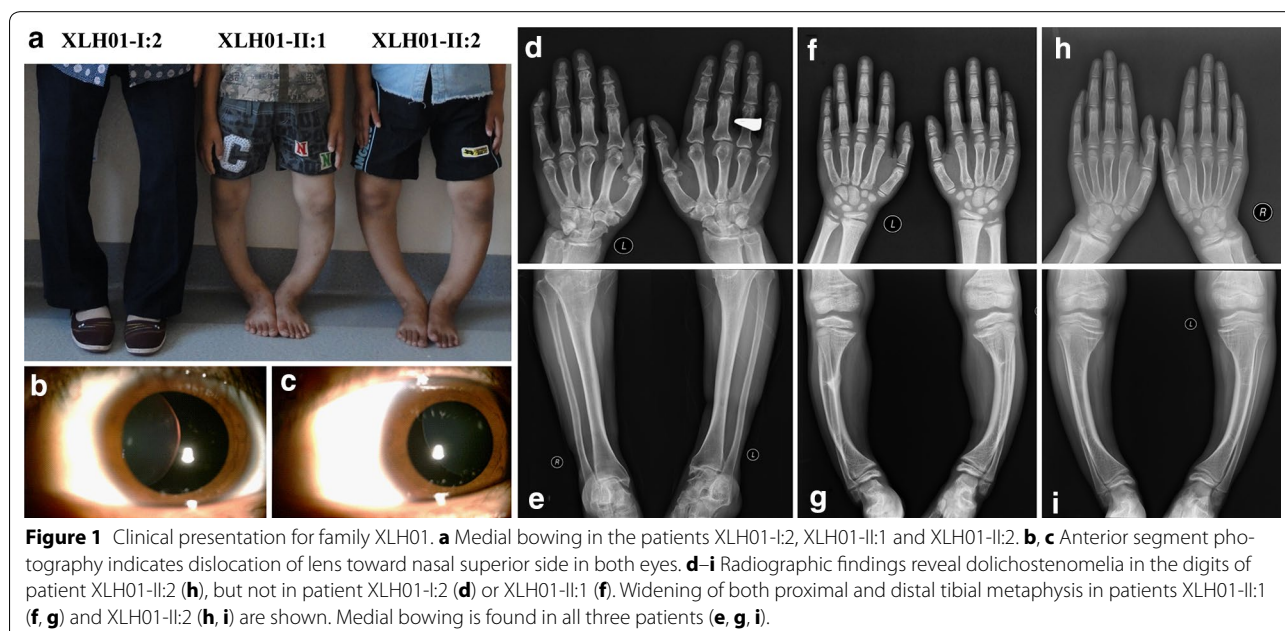 a XLH01-I:2 XLH01-II:1 XLH01-II:2
C N N
d
L
f
L
h
R
b
c
e
R L
g
i
L
Figure 1 Clinical presentation for family XLH01. a Medial bowing in the patients XLH01-I:2, XLH01-II:1 and XLH01-II:2. b, c Anterior segment pho-
tography indicates dislocation of lens toward nasal superior side in both eyes. d–i Radiographic findings reveal dolichostenomelia in the digits of
patient XLH01-II:2 (h), but not in patient XLH01-I:2 (d) or XLH01-II:1 (f). Widening of both proximal and distal tibial metaphysis in patients XLH01-II:1
(f, g) and XLH01-II:2 (h, i) are shown. Medial bowing is found in all three patients (e, g, i).